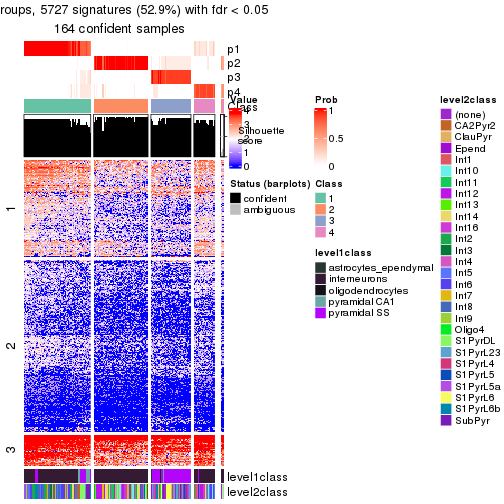 roups, 5727 signatures (52.9%) with fdr < 0.05
164 confident samples
p1
p2
p3
p4
Class
Silhouette
score
1
2
3
level1class
level2class
Value
4
3
2
1
0
Status (barplots)
confident
ambiguous
Prob
1
0.5
0
Class
1
2
3
4
level1class
astrocytes_ependymal
interneurons
oligodendrocytes
pyramidal CA1
pyramidal SS
level2class
(none)
CA2Pyr2
ClauPyr
Epend
Int1
Int10
Int11
Int12
Int13
Int14
Int16
Int2
Int3
Int4
Int5
Int6
Int7
Int8
Int9
Oligo4
S1PyrDL
S1PyrL23
S1PyrL4
S1PyrL5
S1PyrL5a
S1PyrL6
S1PyrL6b
SubPyr